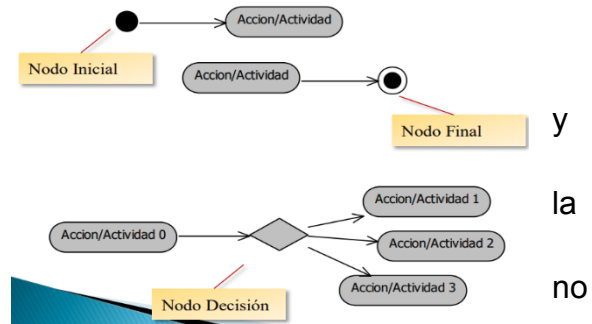 Accion/Actividad
Nodo Inicial
Accion/Actividad
Nodo Final
y
Accion/Actividad 1
la
Accion/Actividad 0
Accion/Actividad 2
Accion/Actividad 3
no
Nodo Decisión